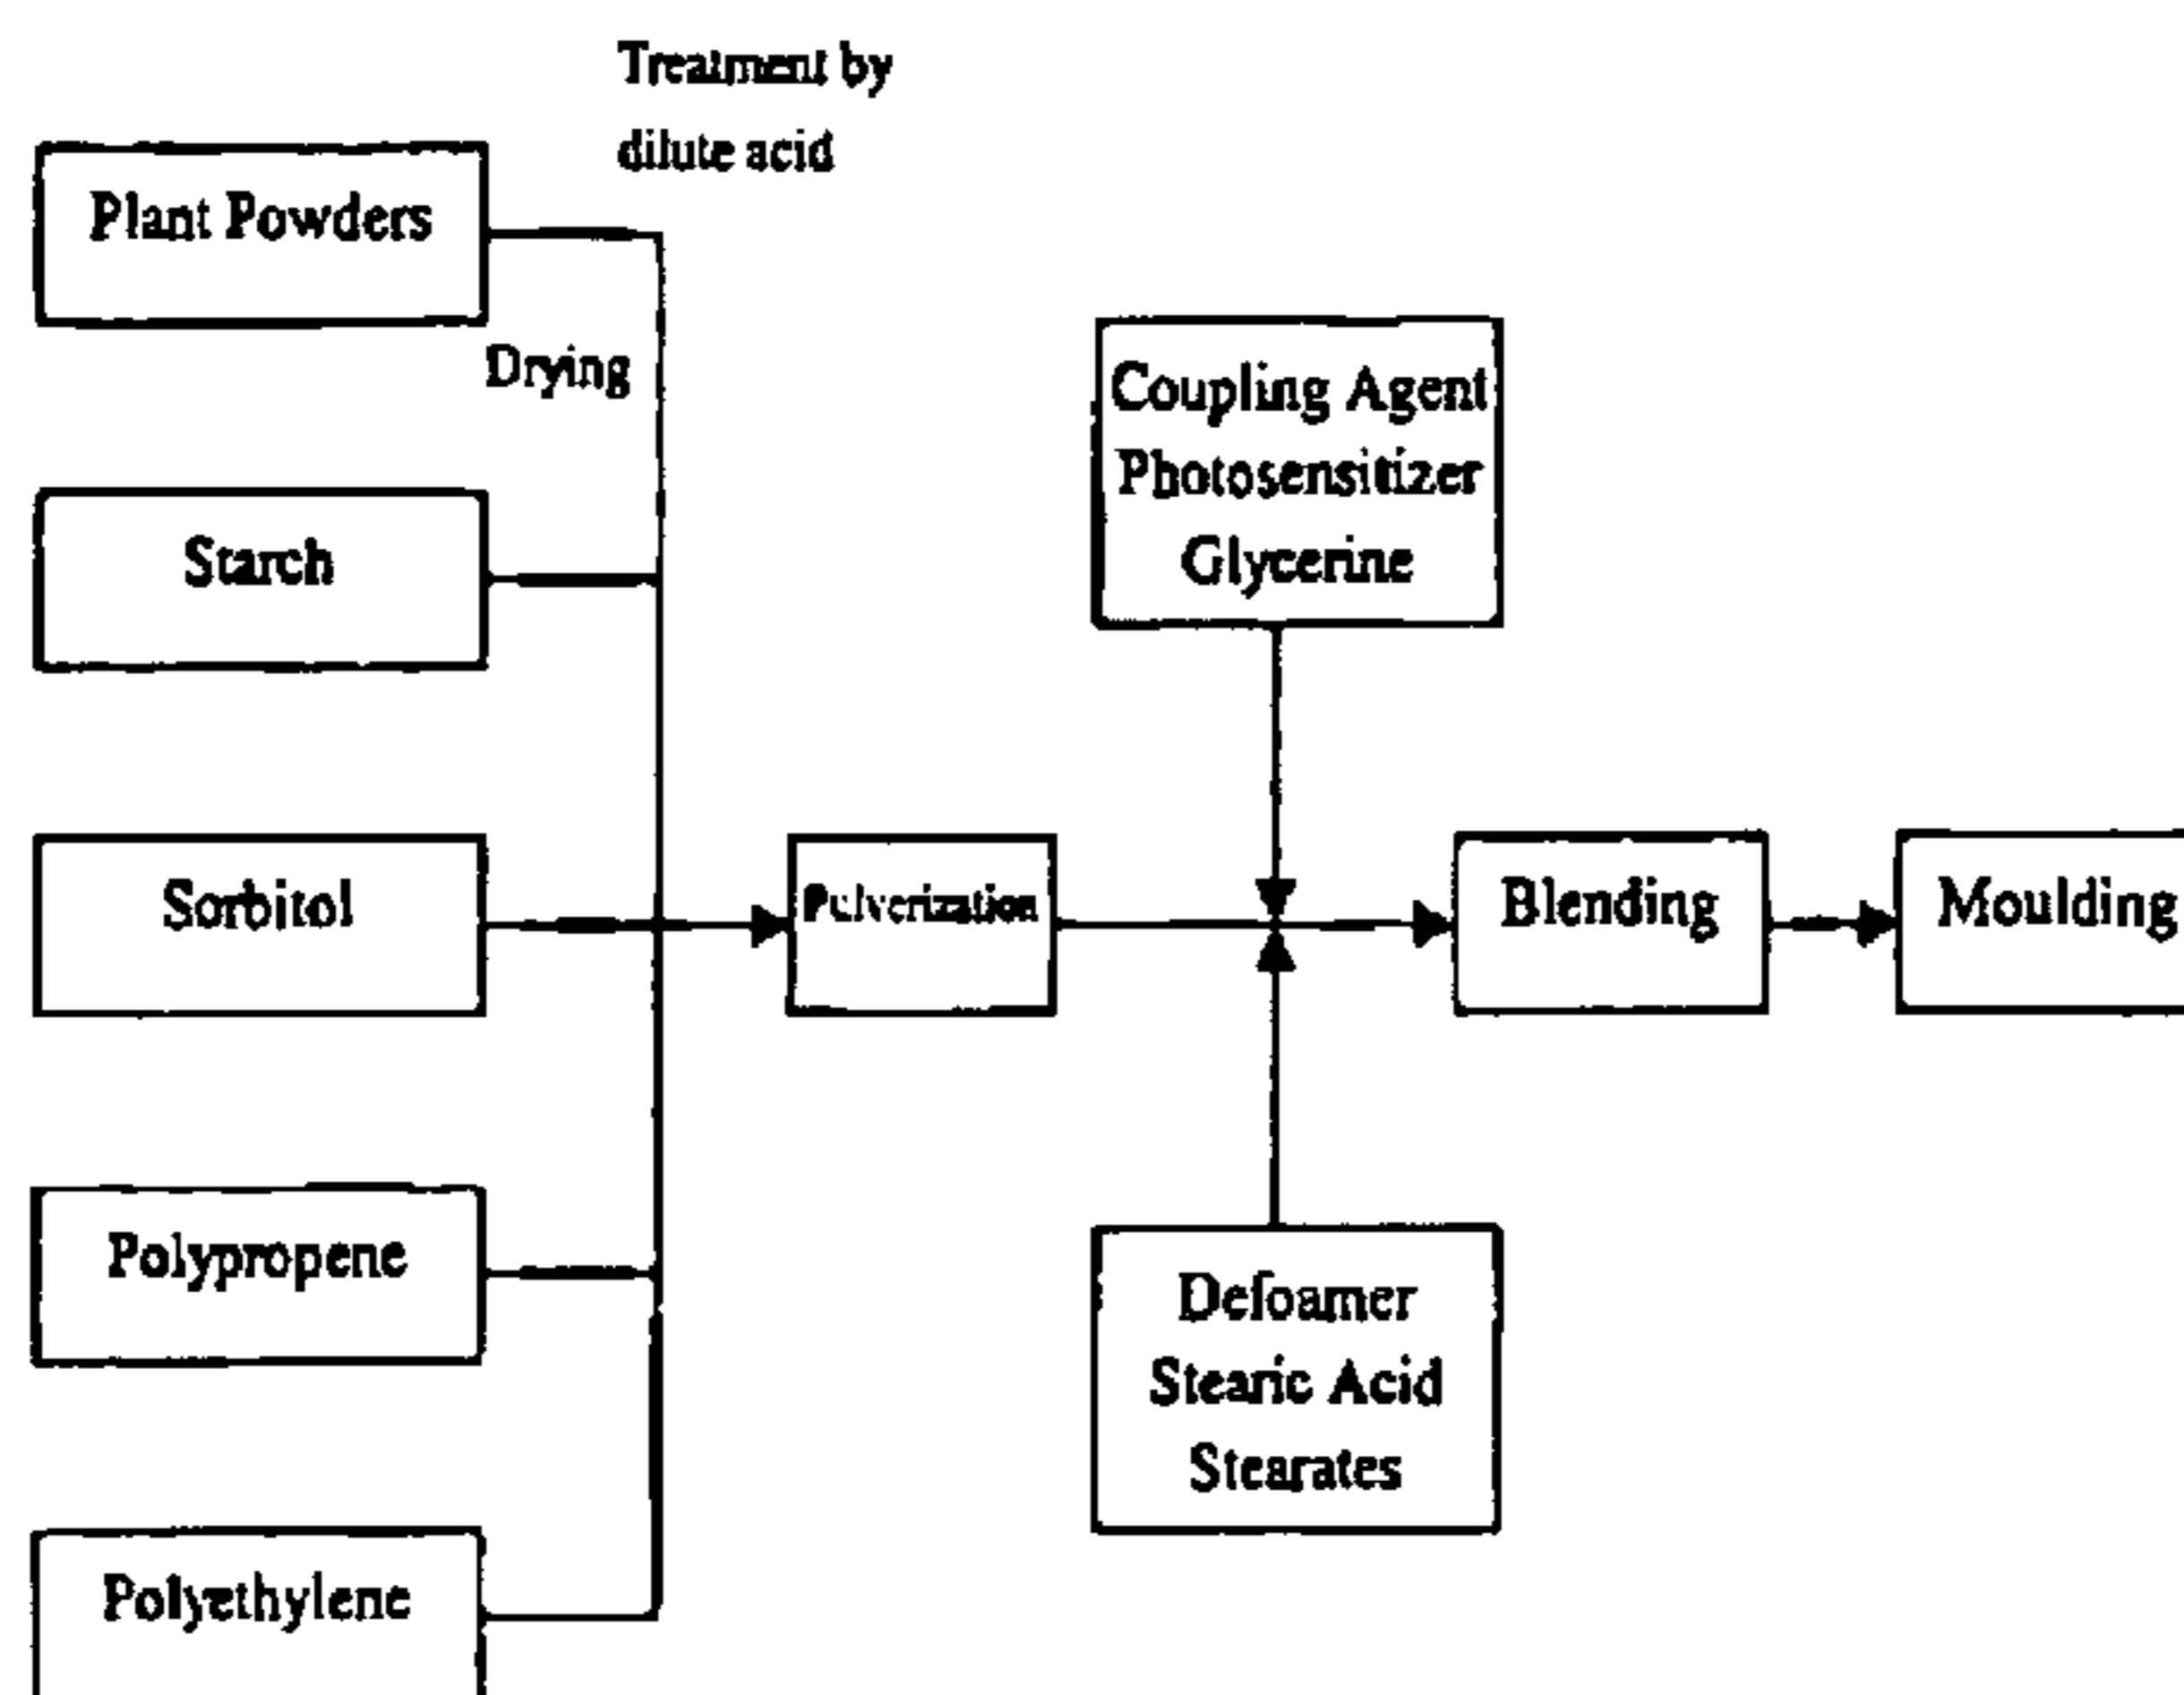 Treatment by
dilute acid
Plant Powders
Drying
Starch
Sorbitol
Polypropene
Polyethylene
Pulverization
Coupling Agent
Photosensitizer
Glycerine
Defoamer
Stearic Acid
Stearates
Blending
Moulding